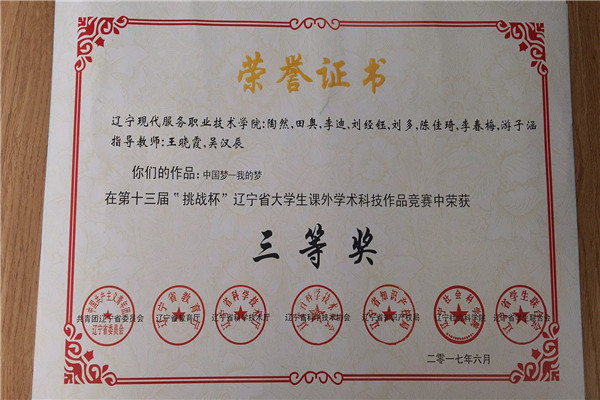 荣誉证书
辽宁现代服务职业技术学院:陶然,田奥,李迪,刘经钰,刘多,陈佳琦,李春梅,游子涵
指导教师:王晓霞,吴汉辰
你们的作品:中国梦—我的梦
在第十三届“挑战杯”辽宁省大学生课外学术科技作品竞赛中荣获
三等奖
共青团辽宁省委员会 辽宁省教育厅 辽宁省科学技术厅 辽宁省科学技术协会 辽宁省知识产权局 辽宁社会科学院 辽宁省学生联合会
辽宁省委员会
二〇一七年六月